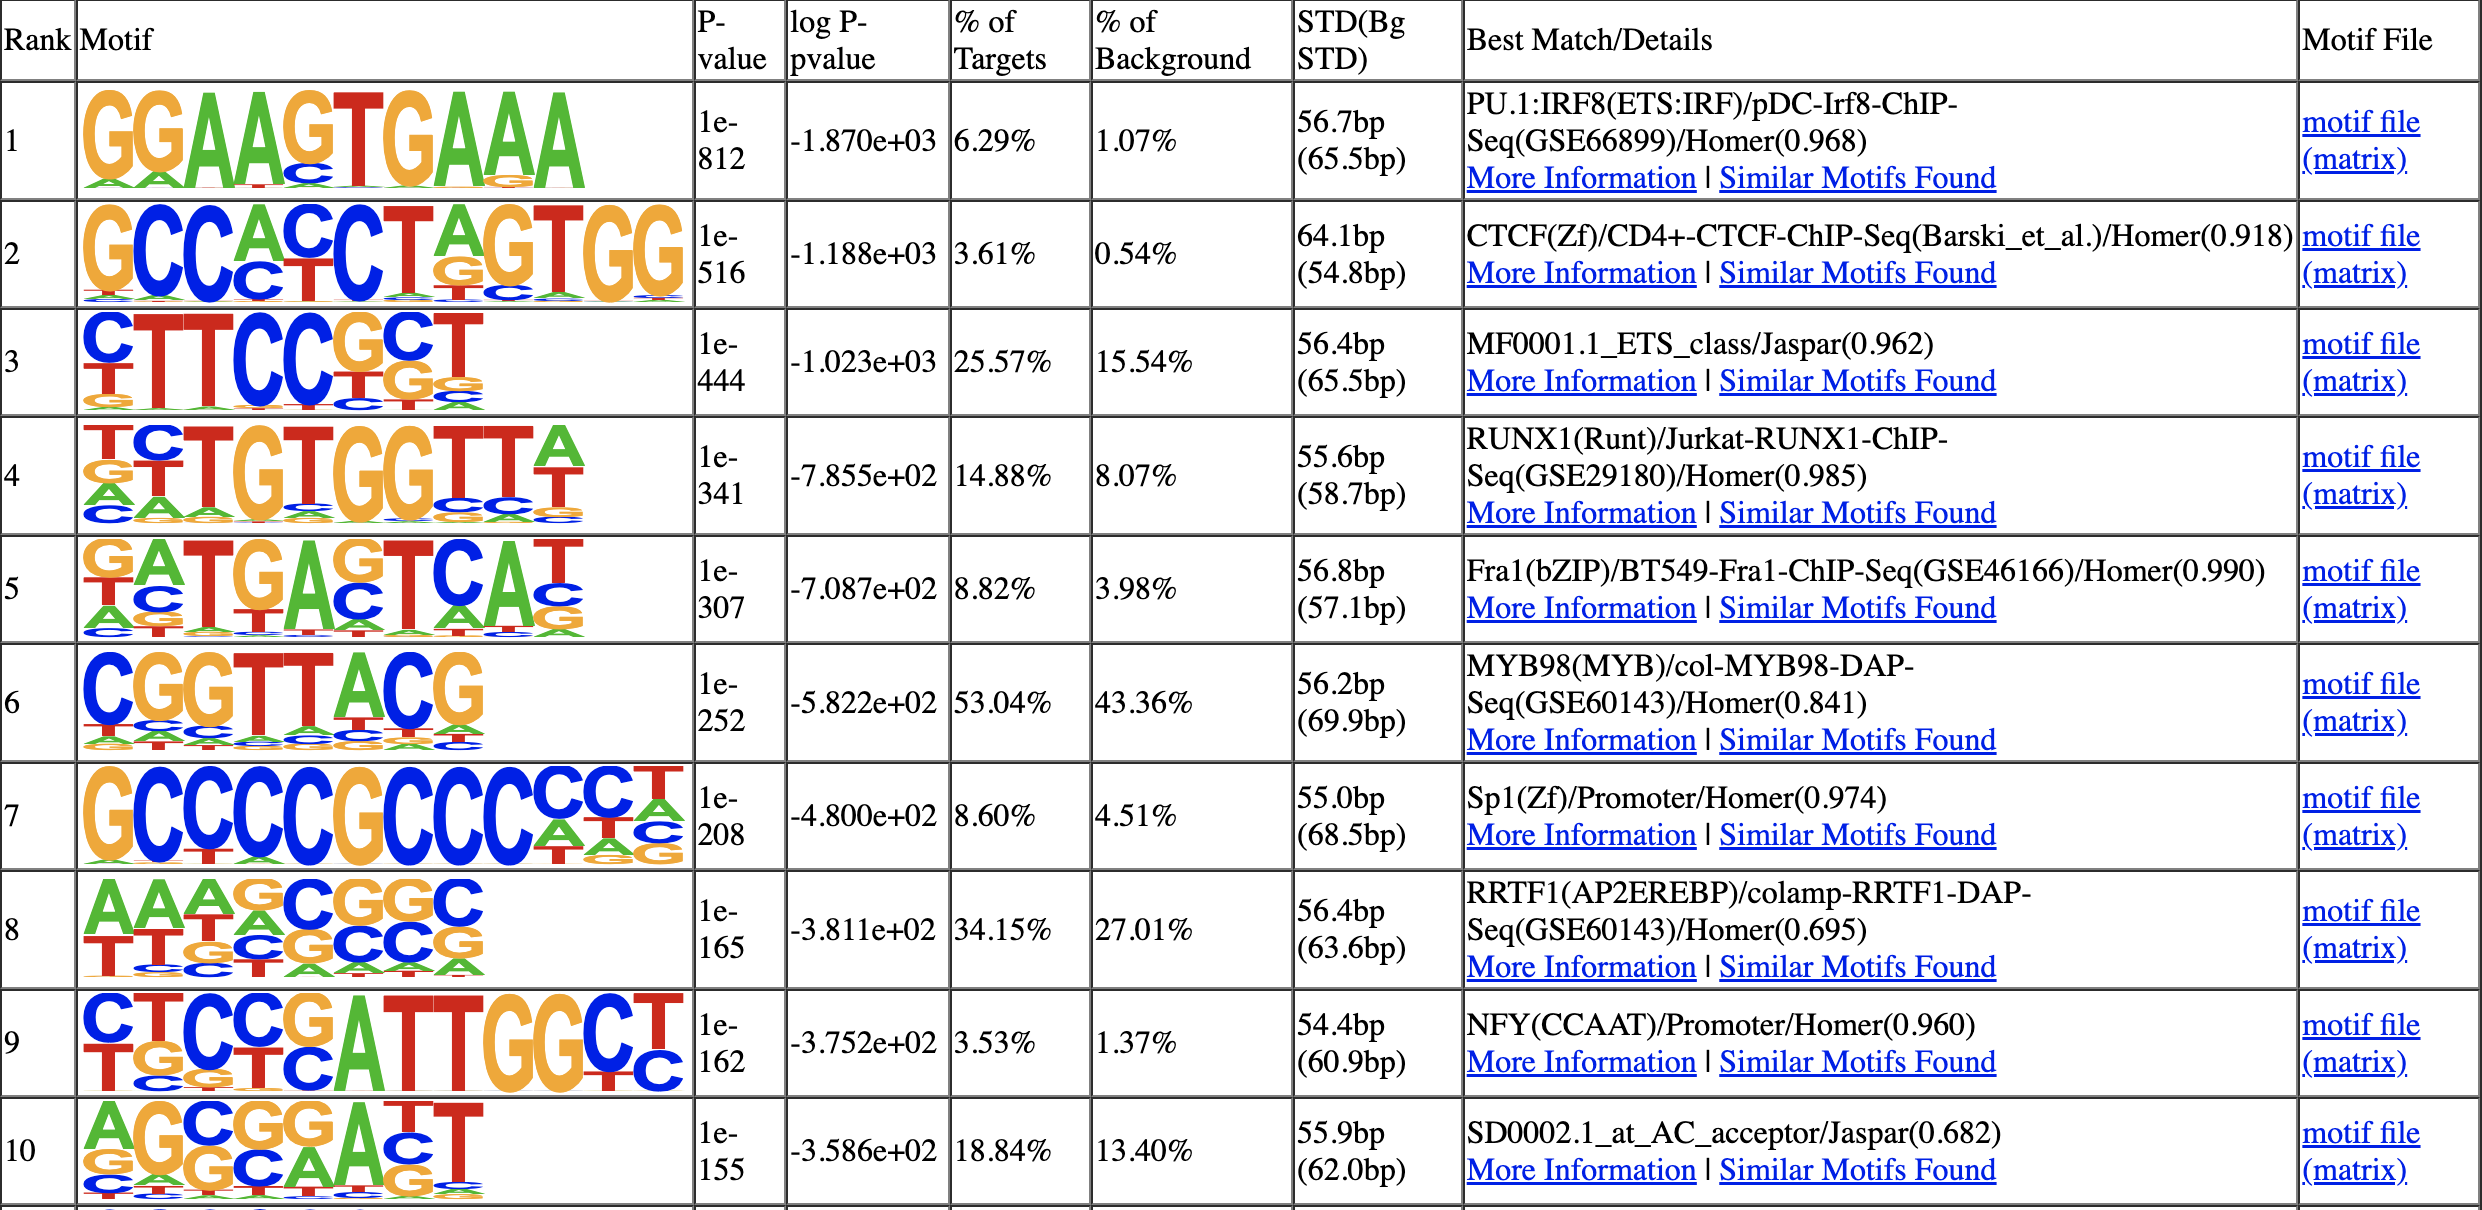 Rank Motif P-value log P-pvalue % of Targets % of Background STD(Bg STD) Best Match/Details Motif File
1 GGAAGTGAAA 1e-812 -1.870e+03 6.29% 1.07% 56.7bp (65.5bp) PU.1:IRF8(ETS:IRF)/pDC-Irf8-ChIP-Seq(GSE66899)/Homer(0.968)
More Information | Similar Motifs Found motif file (matrix)
2 GCCACCTAGTGG 1e-516 -1.188e+03 3.61% 0.54% 64.1bp (54.8bp) CTCF(Zf)/CD4+-CTCF-ChIP-Seq(Barski_et_al.)/Homer(0.918)
More Information | Similar Motifs Found motif file (matrix)
3 CTTCCGCT 1e-444 -1.023e+03 25.57% 15.54% 56.4bp (65.5bp) MF0001.1_ETS_class/Jaspar(0.962)
More Information | Similar Motifs Found motif file (matrix)
4 TCTGTGGTTA 1e-341 -7.855e+02 14.88% 8.07% 55.6bp (58.7bp) RUNX1(Runt)/Jurkat-RUNX1-ChIP-Seq(GSE29180)/Homer(0.985)
More Information | Similar Motifs Found motif file (matrix)
5 GATGAGTCAT 1e-307 -7.087e+02 8.82% 3.98% 56.8bp (57.1bp) Fra1(bZIP)/BT549-Fra1-ChIP-Seq(GSE46166)/Homer(0.990)
More Information | Similar Motifs Found motif file (matrix)
6 CGGTTACG 1e-252 -5.822e+02 53.04% 43.36% 56.2bp (69.9bp) MYB98(MYB)/col-MYB98-DAP-Seq(GSE60143)/Homer(0.841)
More Information | Similar Motifs Found motif file (matrix)
7 GCCCCGCCCCCT 1e-208 -4.800e+02 8.60% 4.51% 55.0bp (68.5bp) Sp1(Zf)/Promoter/Homer(0.974)
More Information | Similar Motifs Found motif file (matrix)
8 AAAGCGGC 1e-165 -3.811e+02 34.15% 27.01% 56.4bp (63.6bp) RRTF1(AP2EREBP)/colamp-RRTF1-DAP-Seq(GSE60143)/Homer(0.695)
More Information | Similar Motifs Found motif file (matrix)
9 CTCCGATTGGCT 1e-162 -3.752e+02 3.53% 1.37% 54.4bp (60.9bp) NFY(CCAAT)/Promoter/Homer(0.960)
More Information | Similar Motifs Found motif file (matrix)
10 AGCGGATT 1e-155 -3.586e+02 18.84% 13.40% 55.9bp (62.0bp) SD0002.1_at_AC_acceptor/Jaspar(0.682)
More Information | Similar Motifs Found motif file (matrix)